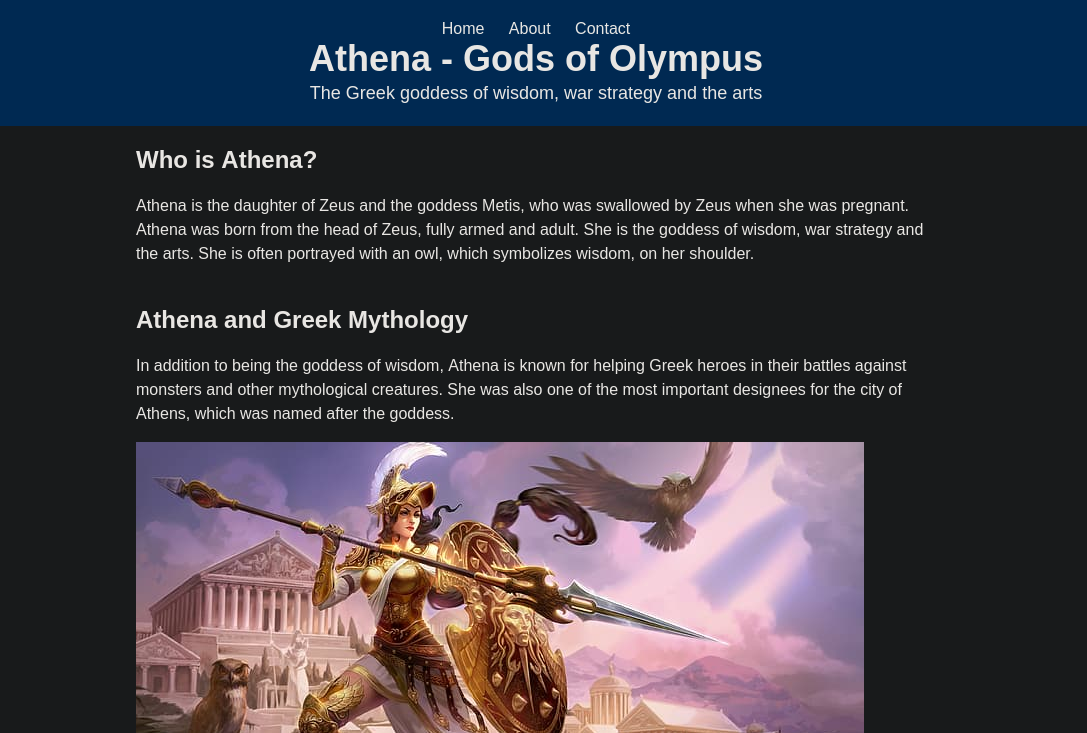 Home About Contact
Athena - Gods of Olympus
The Greek goddess of wisdom, war strategy and the arts
Who is Athena?
Athena is the daughter of Zeus and the goddess Metis, who was swallowed by Zeus when she was pregnant.
Athena was born from the head of Zeus, fully armed and adult. She is the goddess of wisdom, war strategy and
the arts. She is often portrayed with an owl, which symbolizes wisdom, on her shoulder.
Athena and Greek Mythology
In addition to being the goddess of wisdom, Athena is known for helping Greek heroes in their battles against
monsters and other mythological creatures. She was also one of the most important designees for the city of
Athens, which was named after the goddess.